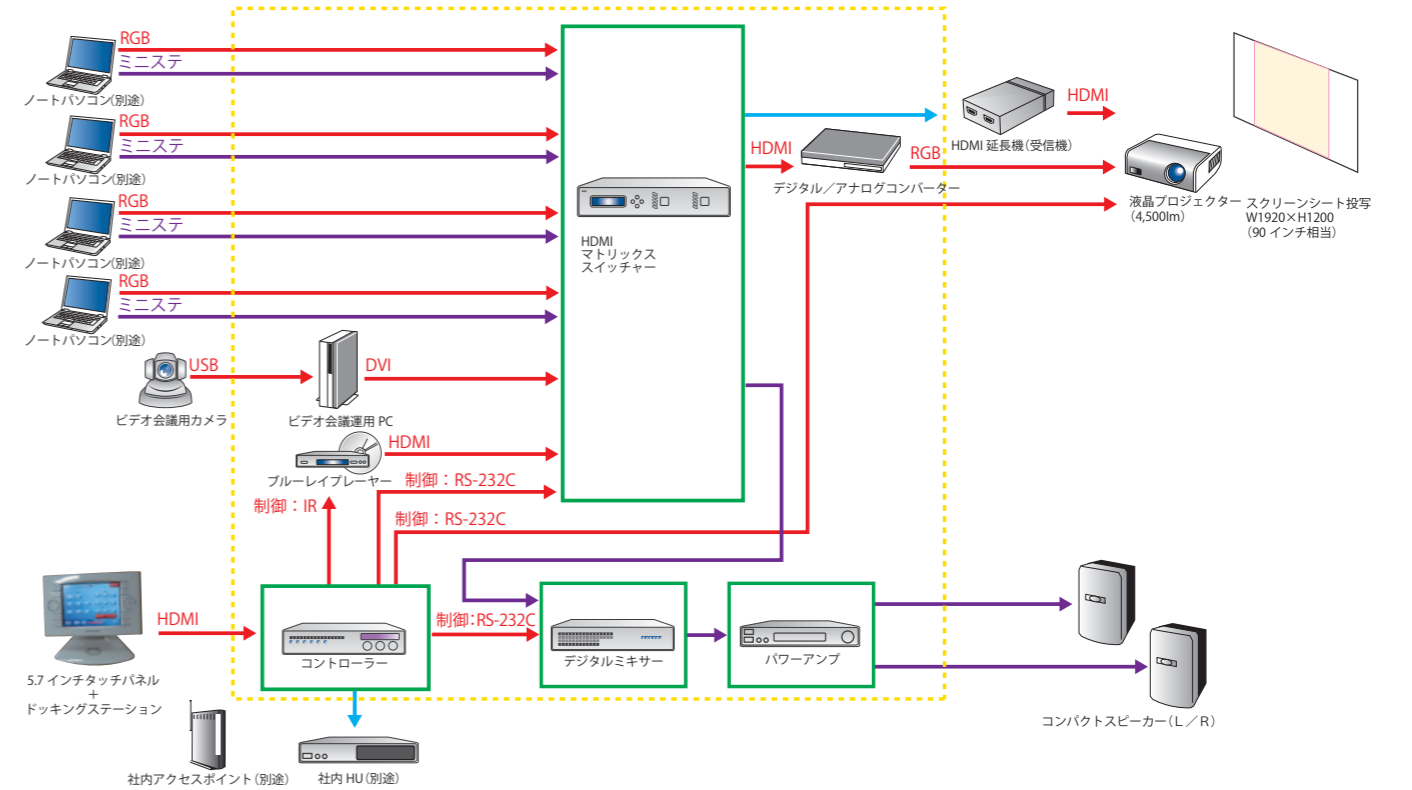 RGB
ミニステ
ノートパソコン(別途)
RGB
ミニステ
ノートパソコン(別途)
RGB
ミニステ
ノートパソコン(別途)
RGB
ミニステ
ノートパソコン(別途)
USB
ビデオ会議用カメラ
DVI
ビデオ会議運用 PC
HDMI
ブルーレイプレーヤー
制御：IR
制御：RS-232C
制御：RS-232C
HDMI
マトリックス
スイッチャー
HDMI
デジタル／アナログコンバーター
RGB
HDMI 延長機(受信機)
HDMI
液晶プロジェクター
(4,500lm)
スクリーンシート投写
W1920×H1200
(90 インチ相当)
HDMI
5.7 インチタッチパネル
＋
ドッキングステーション
コントローラー
制御：RS-232C
デジタルミキサー
パワーアンプ
コンパクトスピーカー(L／R)
社内アクセスポイント(別途)
社内 HU(別途)